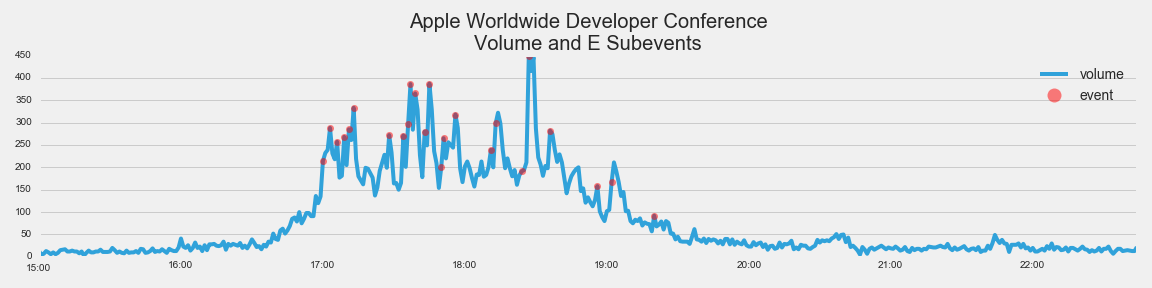 Apple Worldwide Developer Conference
Volume and E Subevents
450
400
350
300
250
200
150
100
50
0
volume
event
15:00 16:00 17:00 18:00 19:00 20:00 21:00 22:00